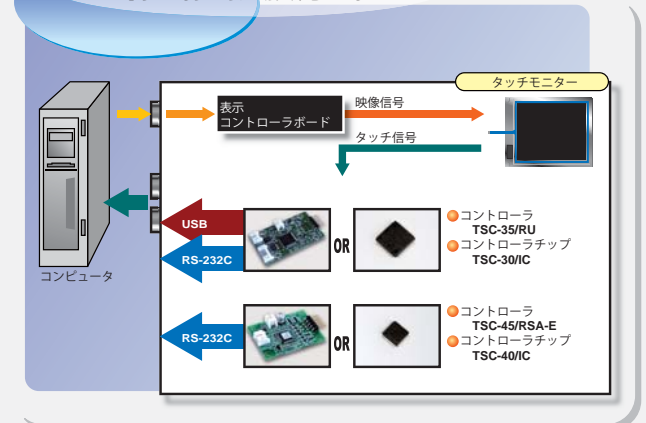 タッチモニター
表示
コントローラボード
映像信号
タッチ信号
コンピュータ
USB
RS-232C
OR
コントローラ
TSC-35/RU
コントローラチップ
TSC-30/IC
RS-232C
OR
コントローラ
TSC-45/RSA-E
コントローラチップ
TSC-40/IC